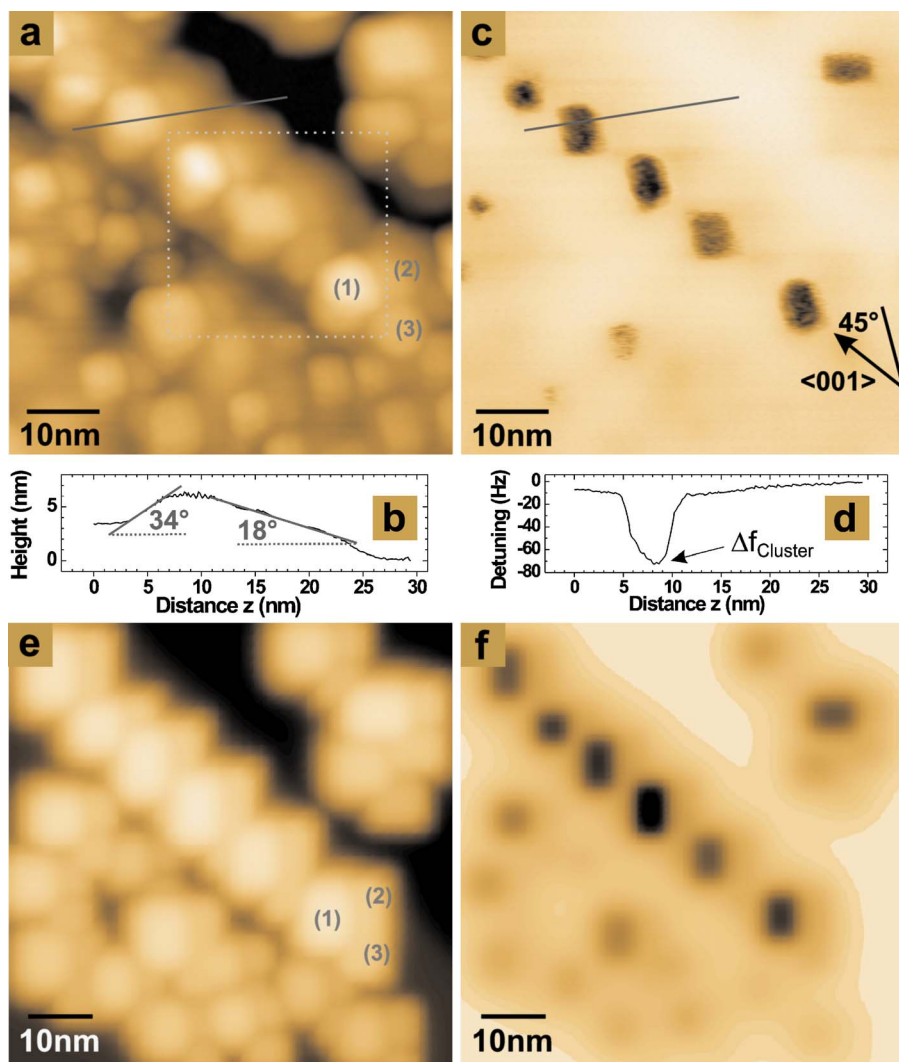 a
(1)
(2)
(3)
10nm
c
45°
<001>
10nm
Height (nm)
5
0
34°
18°
b
0 5 10 15 20 25 30
Distance z (nm)
Detuning (Hz)
0
-20
-40
-60
-80
d
Δf Cluster
0 5 10 15 20 25 30
Distance z (nm)
e
(1)
(2)
(3)
10nm
f
10nm